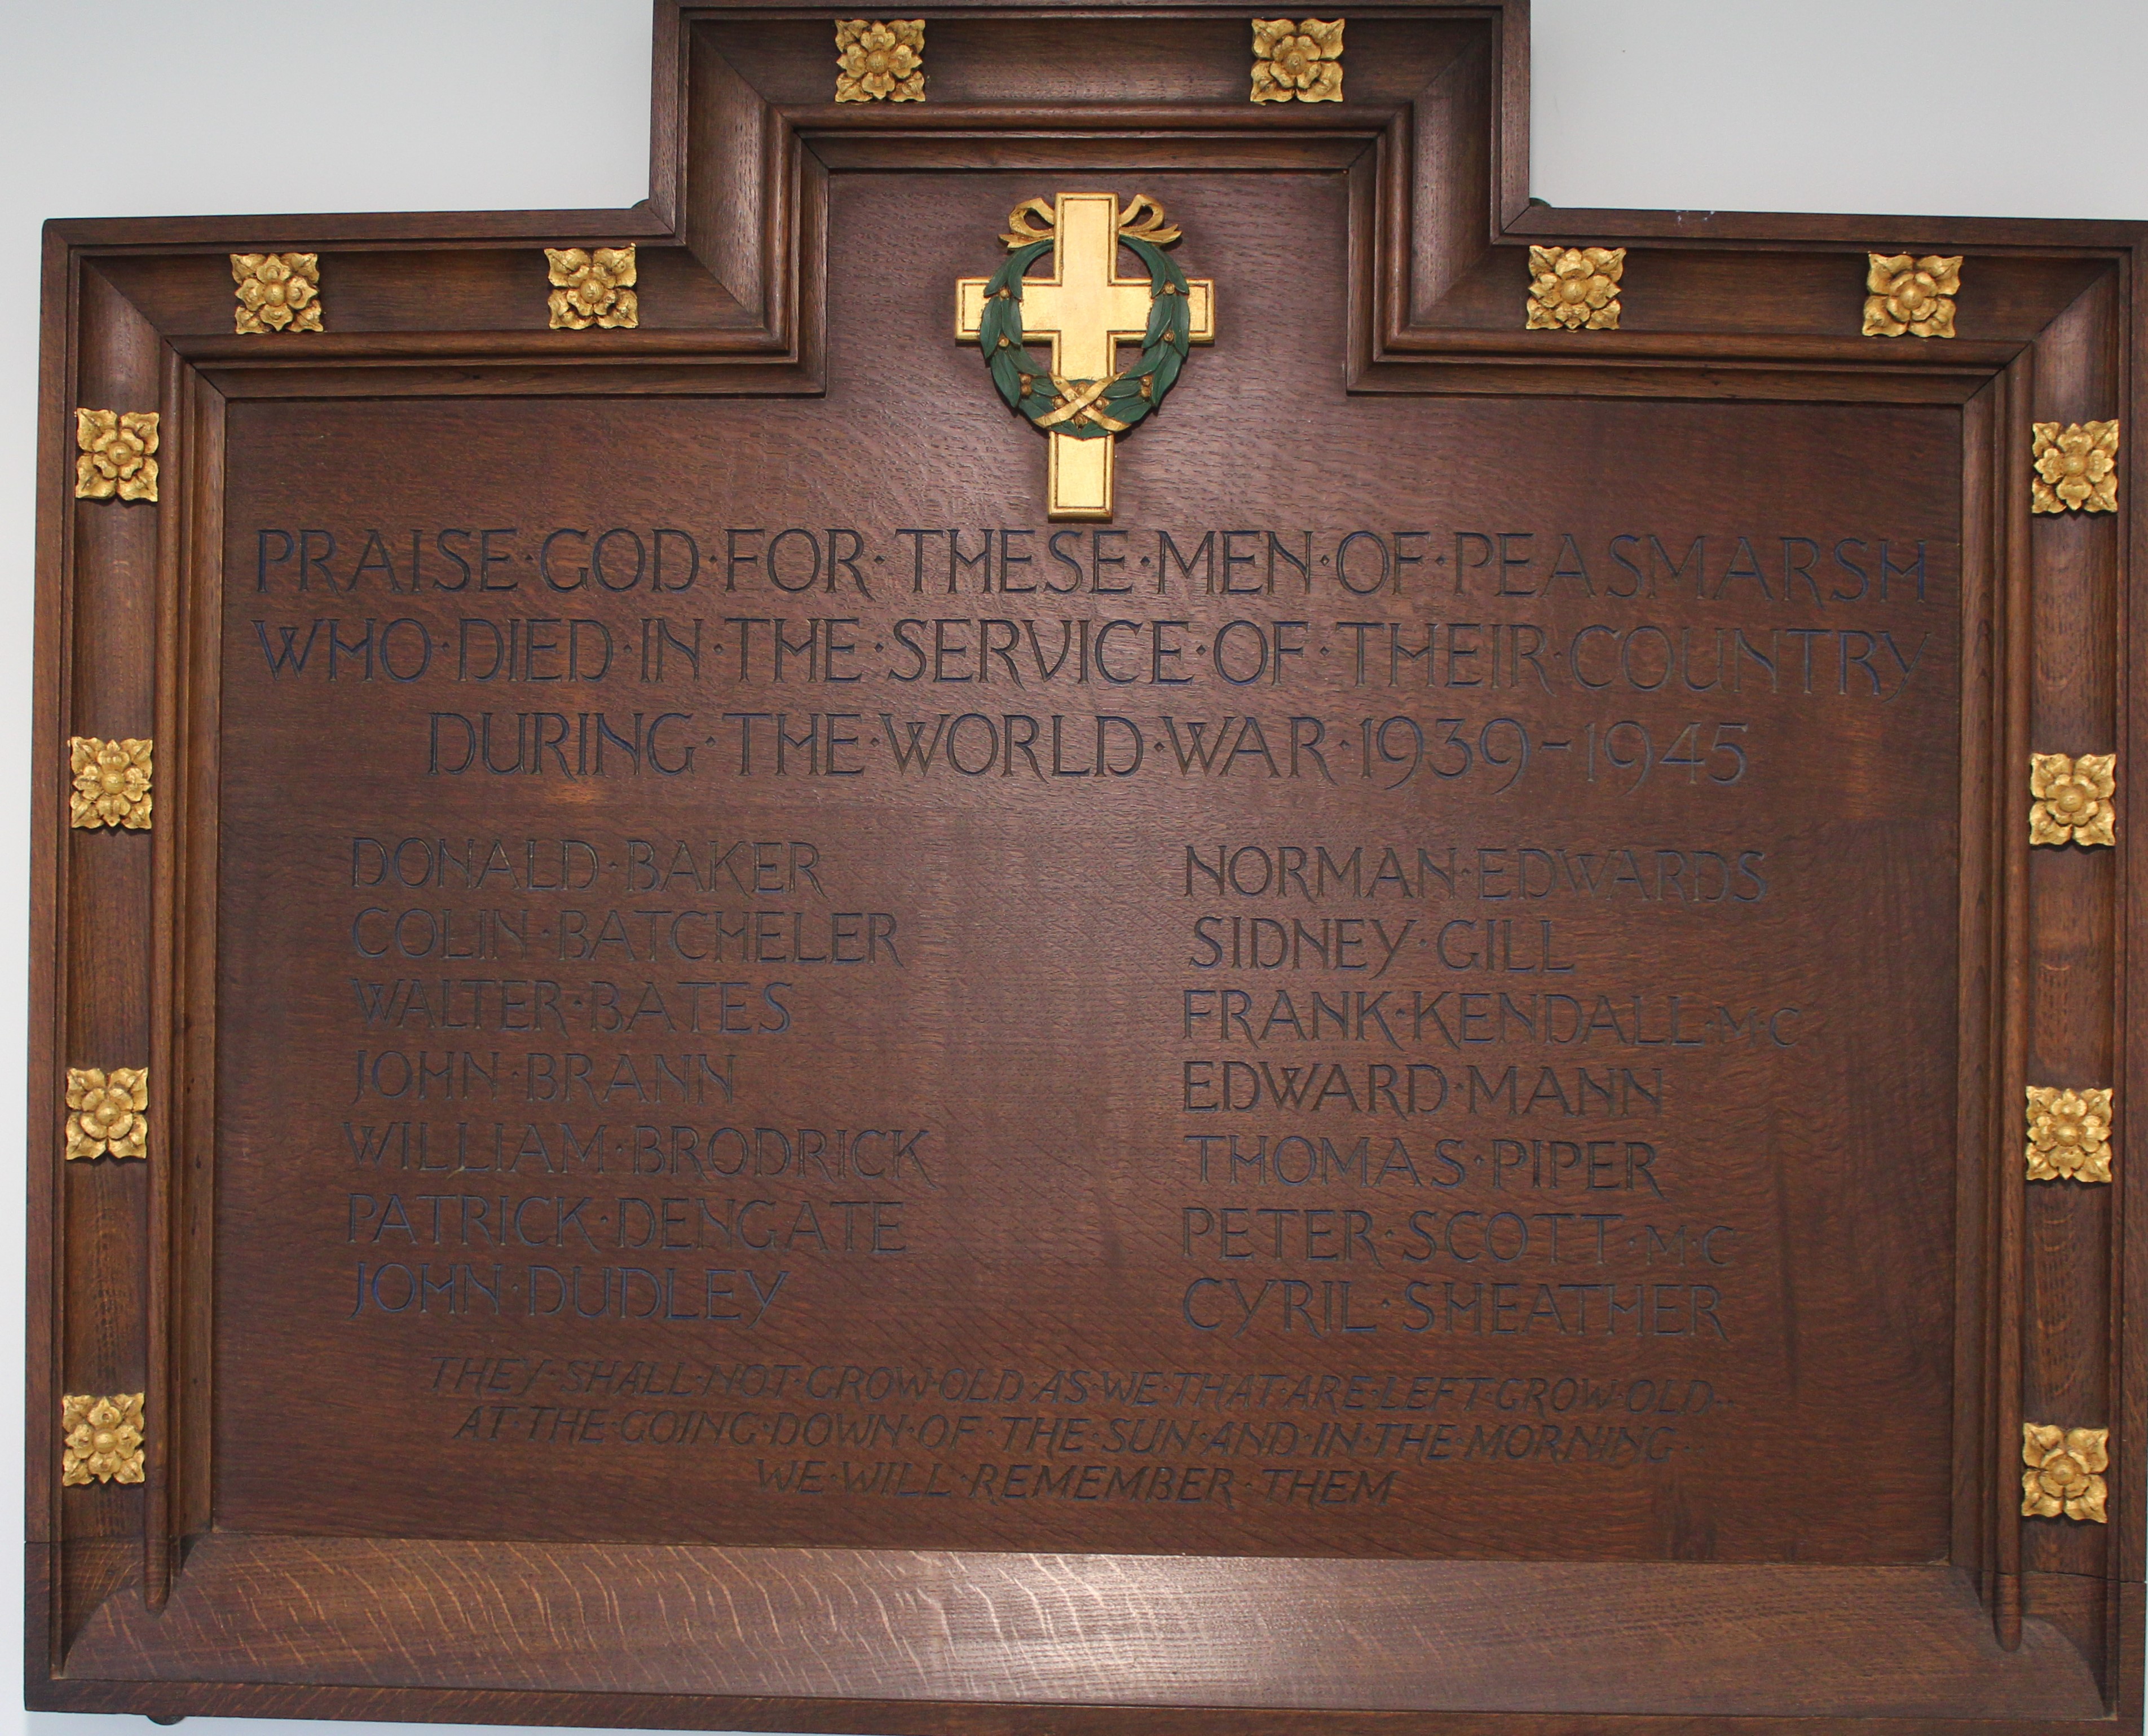 PRAISE·GOD·FOR·THESE·MEN·OF·PEASMARSH
WHO·DIED·IN·THE·SERVICE·OF·THEIR·COUNTRY
DURING·THE·WORLD·WAR·1939-1945
DONALD·BAKER
COLIN·BATCHELER
WALTER·BATES
JOHN·BRANN
WILLIAM·BRODRICK
PATRICK·DENGATE
JOHN·DUDLEY
NORMAN·EDWARDS
SIDNEY·GILL
FRANK·KENDALL·M·C
EDWARD·MANN
THOMAS·PIPER
PETER·SCOTT·M·C
CYRIL·SHEATHER
THEY·SHALL·NOT·GROW·OLD·AS·WE·THAT·ARE·LEFT·GROW·OLD··
AT·THE·GOING·DOWN·OF·THE·SUN·AND·IN·THE·MORNING·
WE·WILL·REMEMBER·THEM